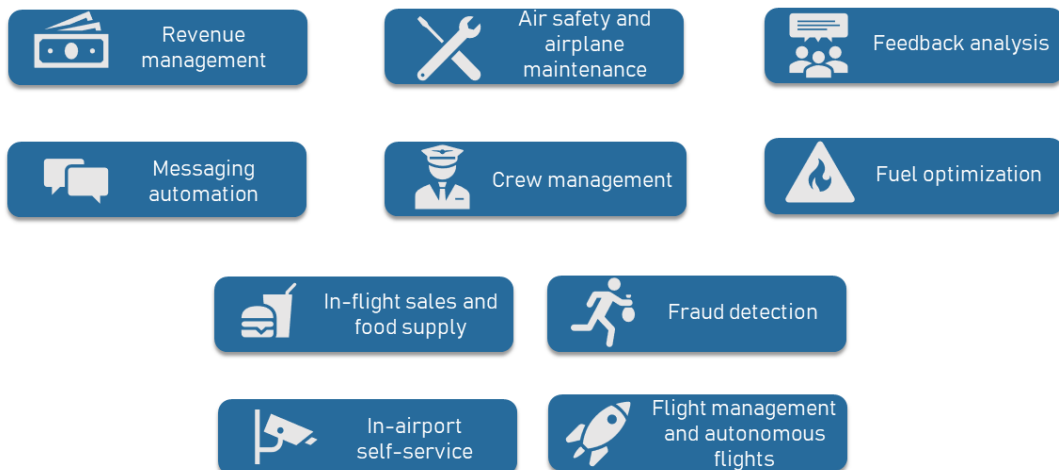 Revenue
management
Air safety and
airplane
maintenance
Feedback analysis
Messaging
automation
Crew management
Fuel optimization
In-flight sales and
food supply
Fraud detection
In-airport
self-service
Flight management
and autonomous
flights